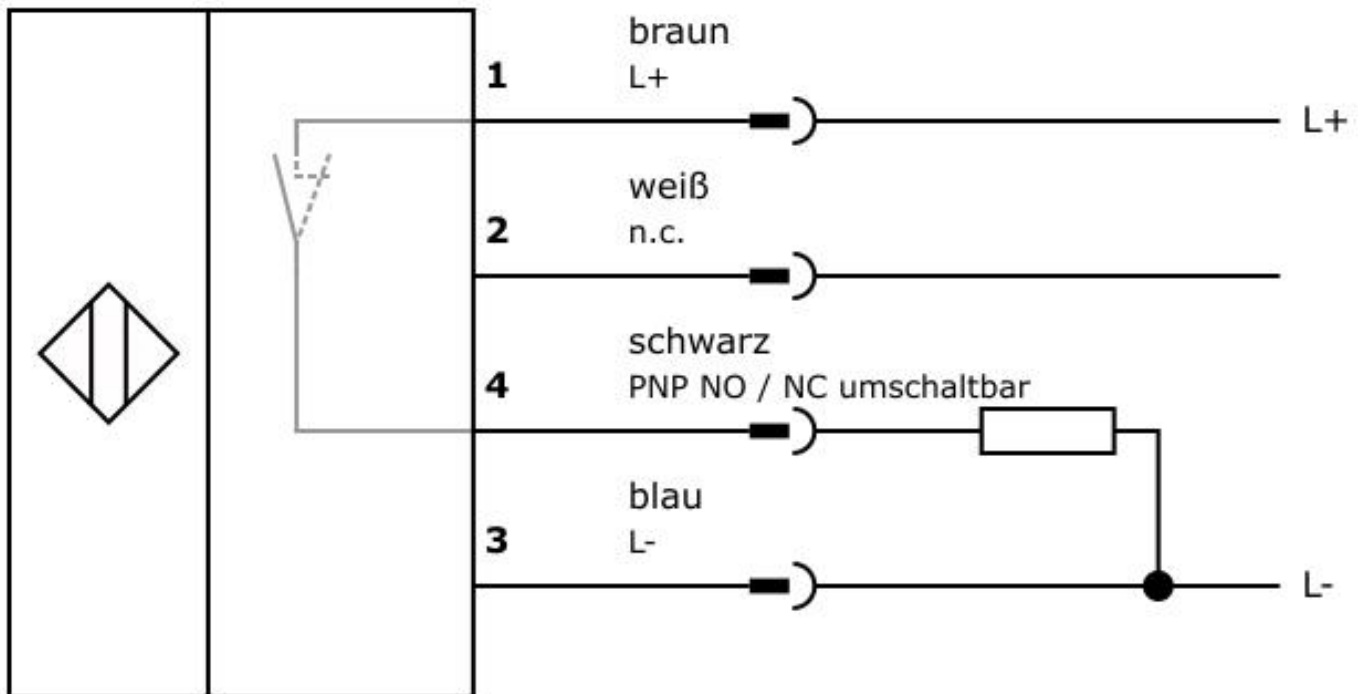 braun
1
L+
L+
weiß
2
n.c.
schwarz
4
PNP NO / NC umschaltbar
blau
3
L-
L-